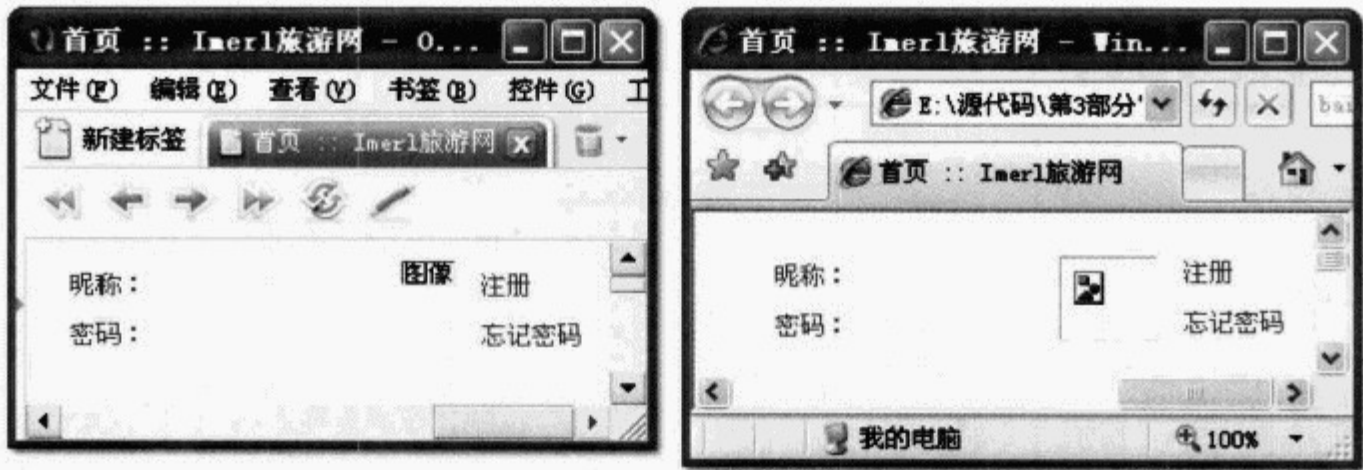 首页 :: Imerl旅游网 - O...
文件(F) 编辑(E) 查看(V) 书签(B) 控件(G) 工
新建标签 首页 :: Imerl旅游网
昵称： 图像 注册
密码： 忘记密码
首页 :: Imerl旅游网 - Win...
E:\源代码\第3部分\ ba
首页 :: Imerl旅游网
昵称： 注册
密码： 忘记密码
我的电脑 100%